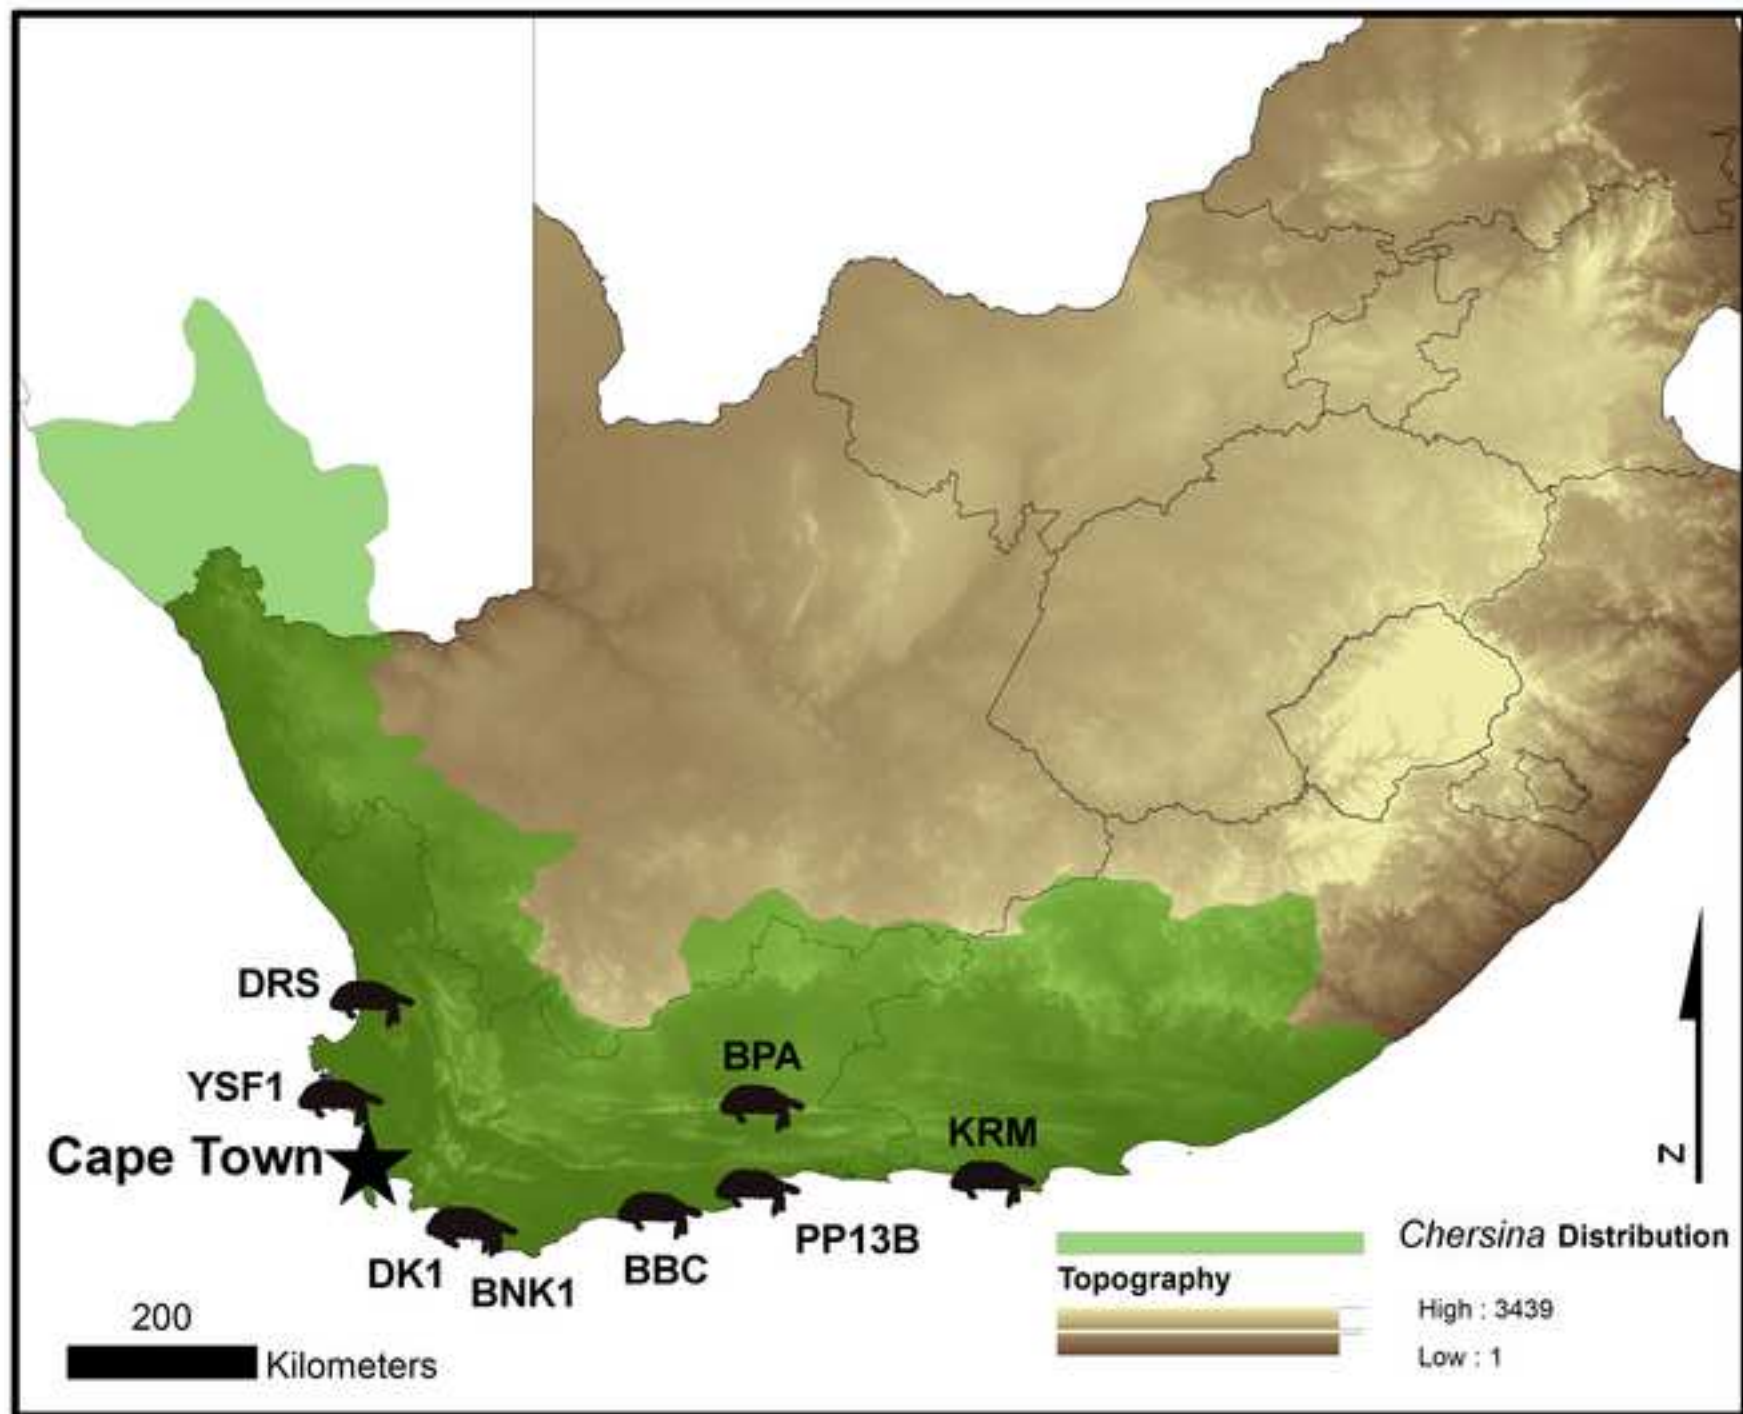 DRS
BPA
YSF1
KRM
Cape Town
PP13B
DK1
BNK1
BBC
N
Chersina Distribution
Topography
High : 3439
Low : 1
200
Kilometers